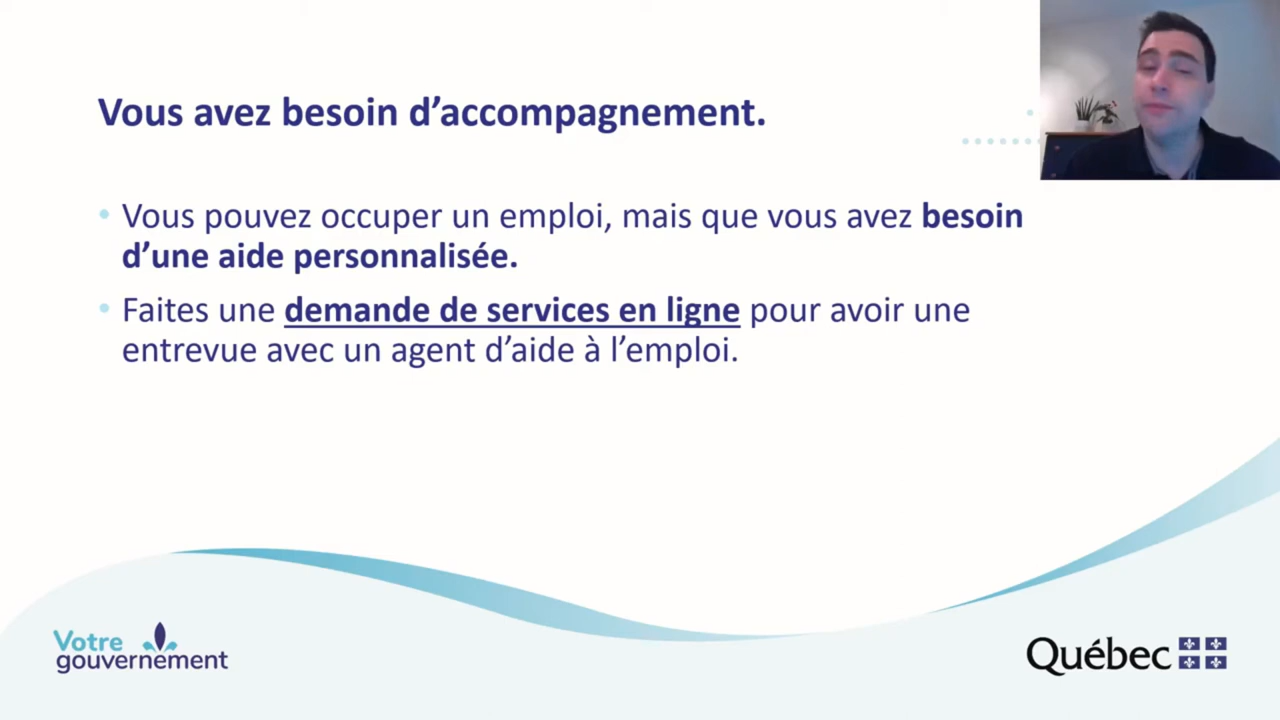 Vous avez besoin d’accompagnement.
• Vous pouvez occuper un emploi, mais que vous avez besoin
d’une aide personnalisée.
• Faites une demande de services en ligne pour avoir une
entrevue avec un agent d’aide à l’emploi.
Votre
gouvernement
Québec